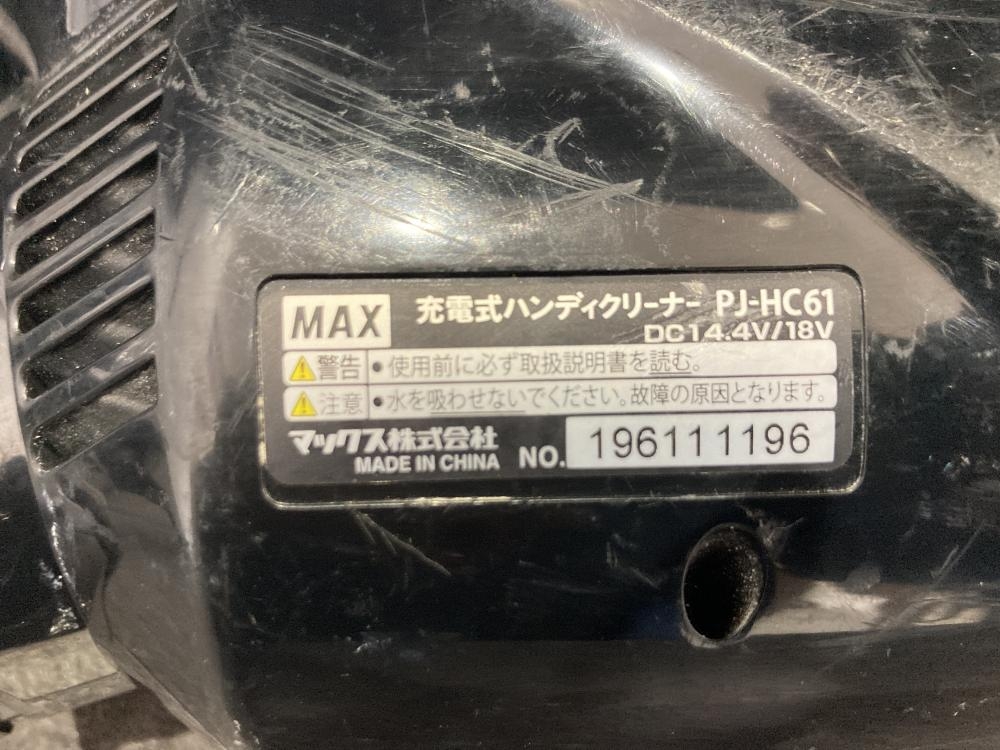 MAX 充電式ハンディクリーナー PJ-HC61
DC14.4V/18V
警告 •使用前に必ず取扱説明書を読む。
注意 •水を吸わせないでください。故障の原因となります。
マックス株式会社
MADE IN CHINA NO. 196111196